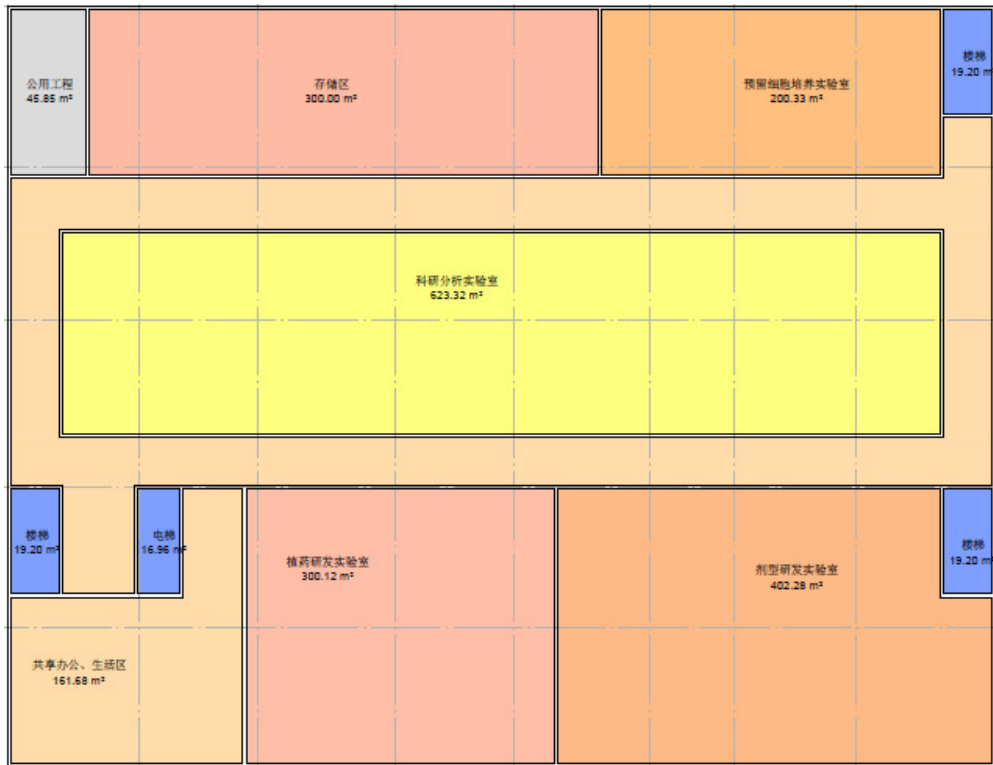 公用工程
45.85 m²
存储区
300.00 m²
预留细胞培养实验室
200.33 m²
楼梯
19.20 m²
科研分析实验室
623.32 m²
楼梯
19.20 m²
电梯
16.96 m²
植药研发实验室
300.12 m²
剂型研发实验室
402.28 m²
楼梯
19.20 m²
共享办公、生活区
161.68 m²